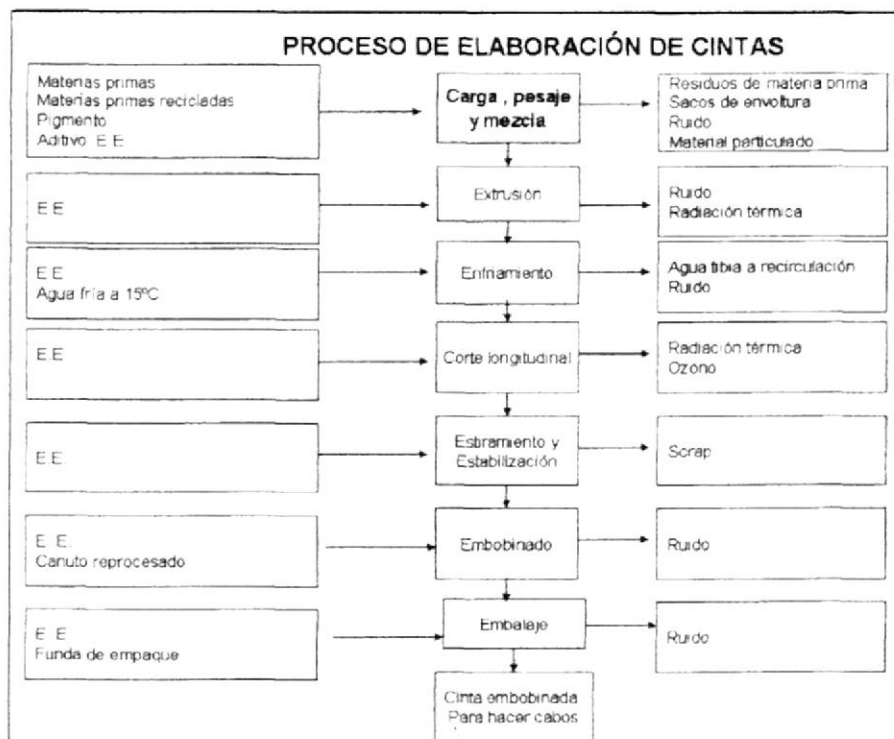 PROCESO DE ELABORACIÓN DE CINTAS
Materias primas
Materias primas recicladas
Pigmento
Aditivo E.E
Carga , pesaje
y mezcla
Residuos de materia prima
Sacos de envoltura
Ruido
Material particulado
E.E
Extrusión
Ruido
Radiación térmica
E.E
Agua fría a 15ºC
Enfriamiento
Agua tibia a recirculación
Ruido
E.E
Corte longitudinal
Radiación térmica
Ozono
E.E.
Estiramiento y
Estabilización
Scrap
E. E.
Canuto reprocesado
Embobinado
Ruido
E. E
Funda de empaque
Embalaje
Ruido
Cinta embobinada
Para hacer cabos